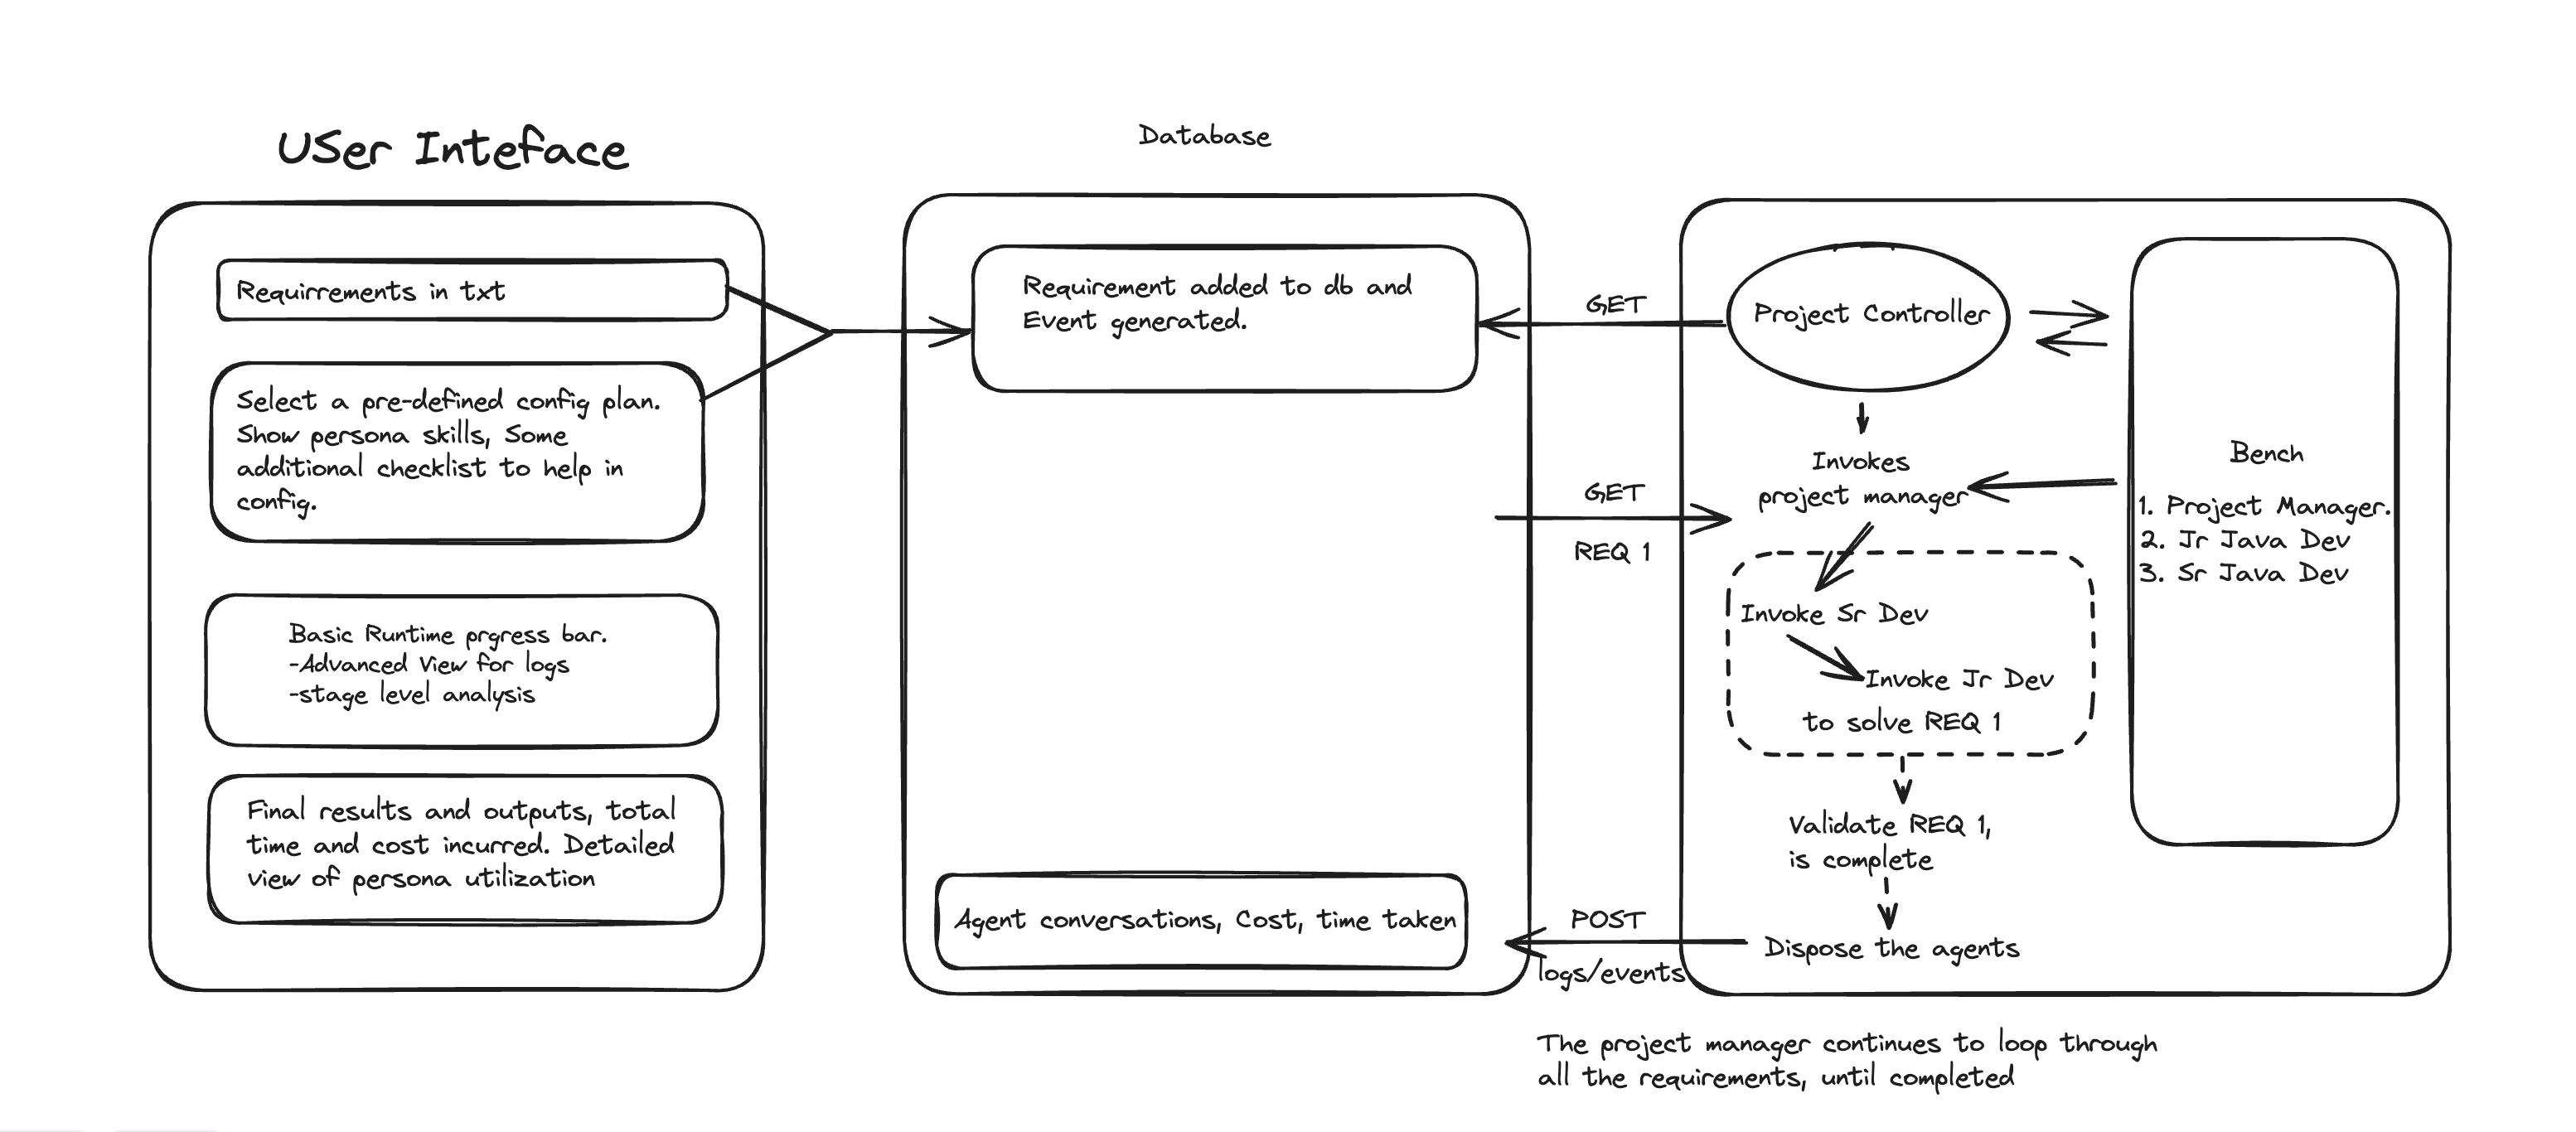 USer Inteface
Requirrements in txt
Select a pre-defined config plan.
Show persona skills, Some
additional checklist to help in
config.
Basic Runtime prgress bar.
-Advanced View for logs
-stage level analysis
Final results and outputs, total
time and cost incurred. Detailed
view of persona utilization
Database
Requirement added to db and
Event generated.
Agent conversations, Cost, time taken
GET
GET
REQ 1
POST
logs/events
Project Controller
Invokes
project manager
Invoke Sr Dev
Invoke Jr Dev
to solve REQ 1
Validate REQ 1,
is complete
Dispose the agents
Bench
1. Project Manager.
2. Jr Java Dev
3. Sr Java Dev
The project manager continues to loop through
all the requirements, until completed